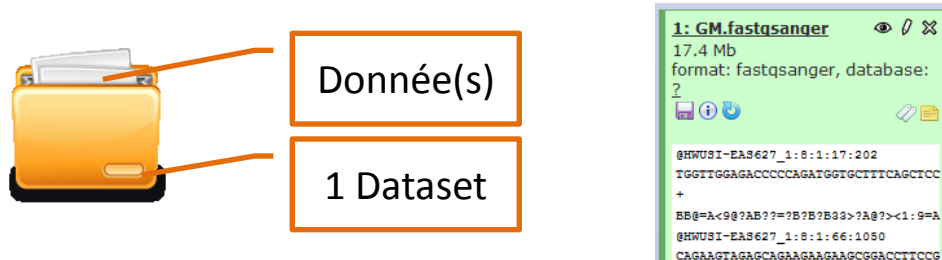 Donnée(s)
1 Dataset
1: GM.fastqsanger
17.4 Mb
format: fastqsanger, database:
?
@HWUSI-EAS627_1:8:1:17:202
TGGTTGGAGACCCCCAGATGGTGCTTTCAGCTCC
+
BB@=A<9@?AB??=?B?B?B33>?A@?><1:9=A
@HWUSI-EAS627_1:8:1:66:1050
CAGAAGTAGAGCAGAAGAAGAAGCGGACCTTCCG